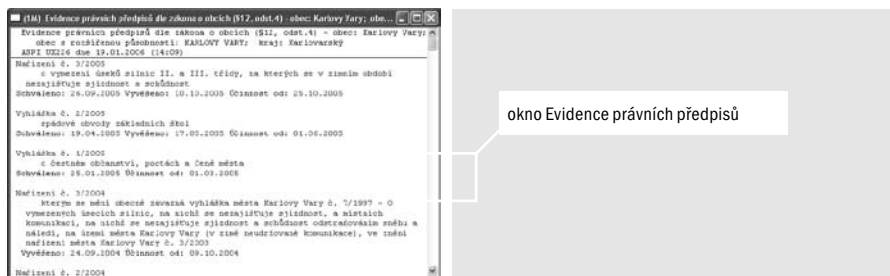 (1/6) Evidence právních předpisů dle zákona o obcích (§12, odst.4) - obec: Karlovy Vary; obe...
Evidence právních předpisů dle zákona o obcích (§12, odst.4) - obec: Karlovy Vary;
obec s rozšířenou působností: KARLOVY VARY; kraj: Karlovarský
ASPI UX226 dne 19.01.2006 (14:09)
Nařízení č. 3/2005
o vymezení úseků silnic II. a III. třídy, na kterých se v zimním období
nezajišťuje sjízdnost a schůdnost
Schváleno: 26.09.2005 Vyvěšeno: 10.10.2005 Účinnost od: 25.10.2005
Vyhláška č. 2/2005
spádové obvody základních škol
Schváleno: 19.04.2005 Vyvěšeno: 17.05.2005 Účinnost od: 01.06.2005
Vyhláška č. 1/2005
o čestném občanství, poctách a Ceně města
Schváleno: 25.01.2005 Účinnost od: 01.03.2005
Nařízení č. 3/2004
kterým se mění obecně závazná vyhláška města Karlovy Vary č. 7/1997 - O
vymezených úsecích silnic, na nichž se nezajišťuje sjízdnost, a místních
komunikací, na nichž se nezajišťuje sjízdnost a schůdnost odstraňováním sněhu a
náledí, na území města Karlovy Vary (v zimě neudržované komunikace), ve znění
nařízení města Karlovy Vary č. 3/2003
Vyvěšeno: 24.09.2004 Účinnost od: 09.10.2004
Nařízení č. 2/2004
okno Evidence právních předpisů